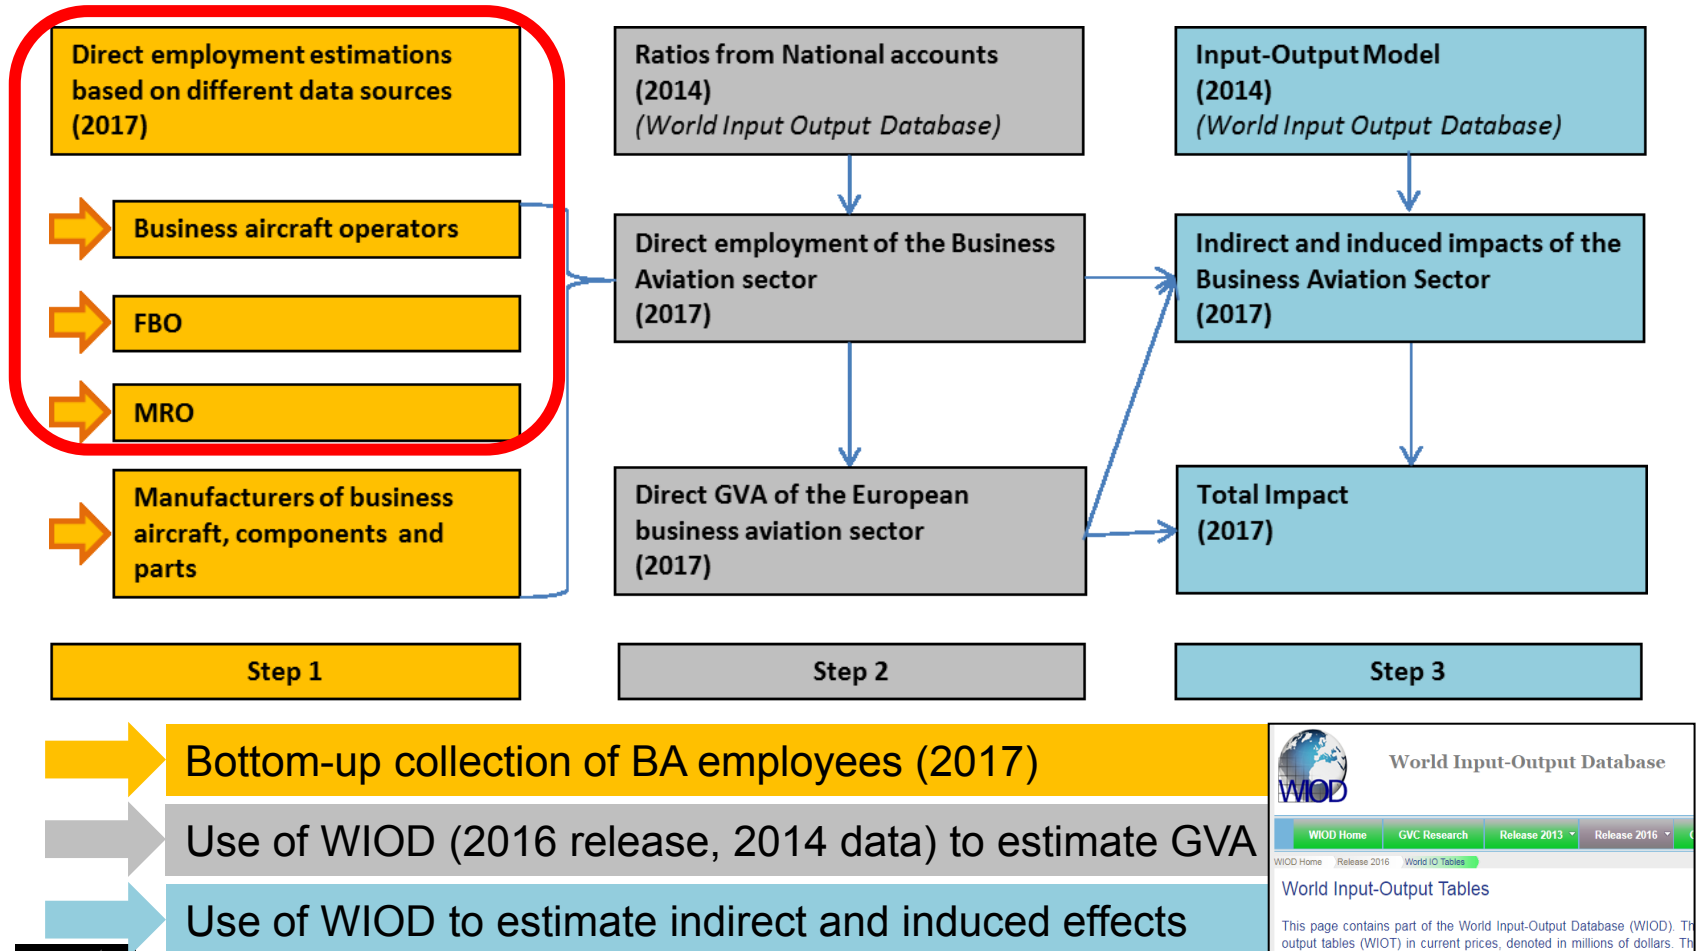 Direct employment estimations
based on different data sources
(2017)
Business aircraft operators
FBO
MRO
Manufacturers of business
aircraft, components and
parts
Step 1
Ratios from National accounts
(2014)
(World Input Output Database)
Direct employment of the Business
Aviation sector
(2017)
Direct GVA of the European
business aviation sector
(2017)
Step 2
Input-Output Model
(2014)
(World Input Output Database)
Indirect and induced impacts of the
Business Aviation Sector
(2017)
Total Impact
(2017)
Step 3
Bottom-up collection of BA employees (2017)
Use of WIOD (2016 release, 2014 data) to estimate GVA
Use of WIOD to estimate indirect and induced effects
WIOD
World Input-Output Database
WIOD Home GVC Research Release 2013 Release 2016
WIOD Home Release 2016 World IO Tables
World Input-Output Tables
This page contains part of the World Input-Output Database (WIOD). Th
output tables (WIOT) in current prices, denoted in millions of dollars. Th